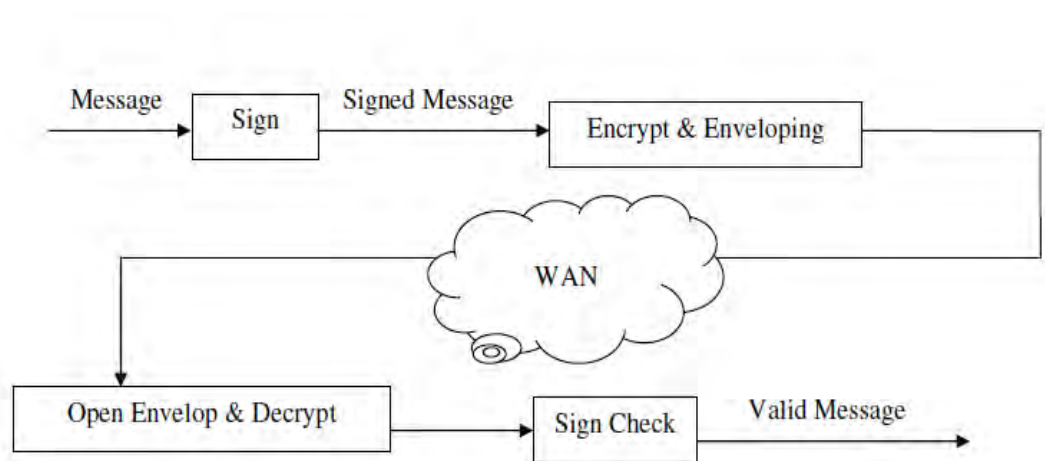 Message
Sign
Signed Message
Encrypt & Enveloping
WAN
Open Envelop & Decrypt
Sign Check
Valid Message